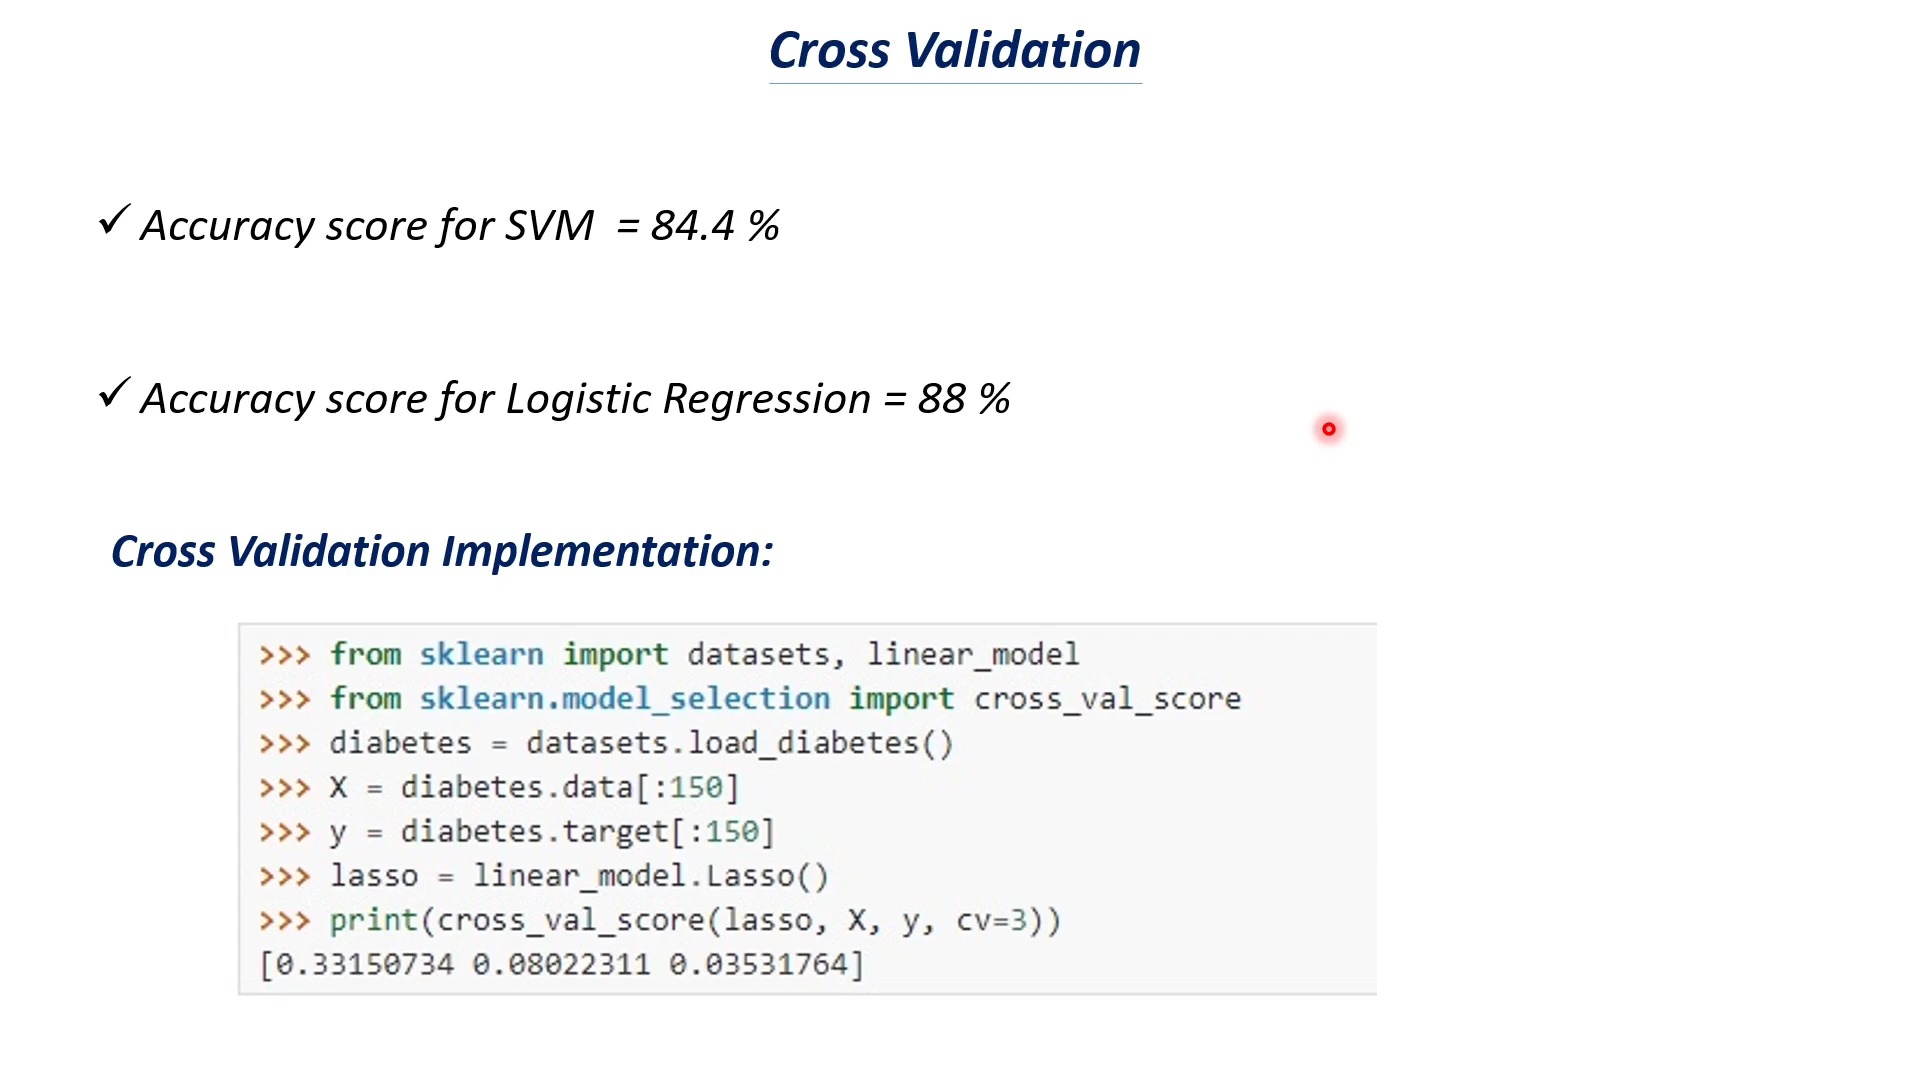 Cross Validation
✓ Accuracy score for SVM = 84.4 %
✓ Accuracy score for Logistic Regression = 88 %
Cross Validation Implementation:
>>> from sklearn import datasets, linear_model
>>> from sklearn.model_selection import cross_val_score
>>> diabetes = datasets.load_diabetes()
>>> X = diabetes.data[:150]
>>> y = diabetes.target[:150]
>>> lasso = linear_model.Lasso()
>>> print(cross_val_score(lasso, X, y, cv=3))
[0.33150734 0.08022311 0.03531764]